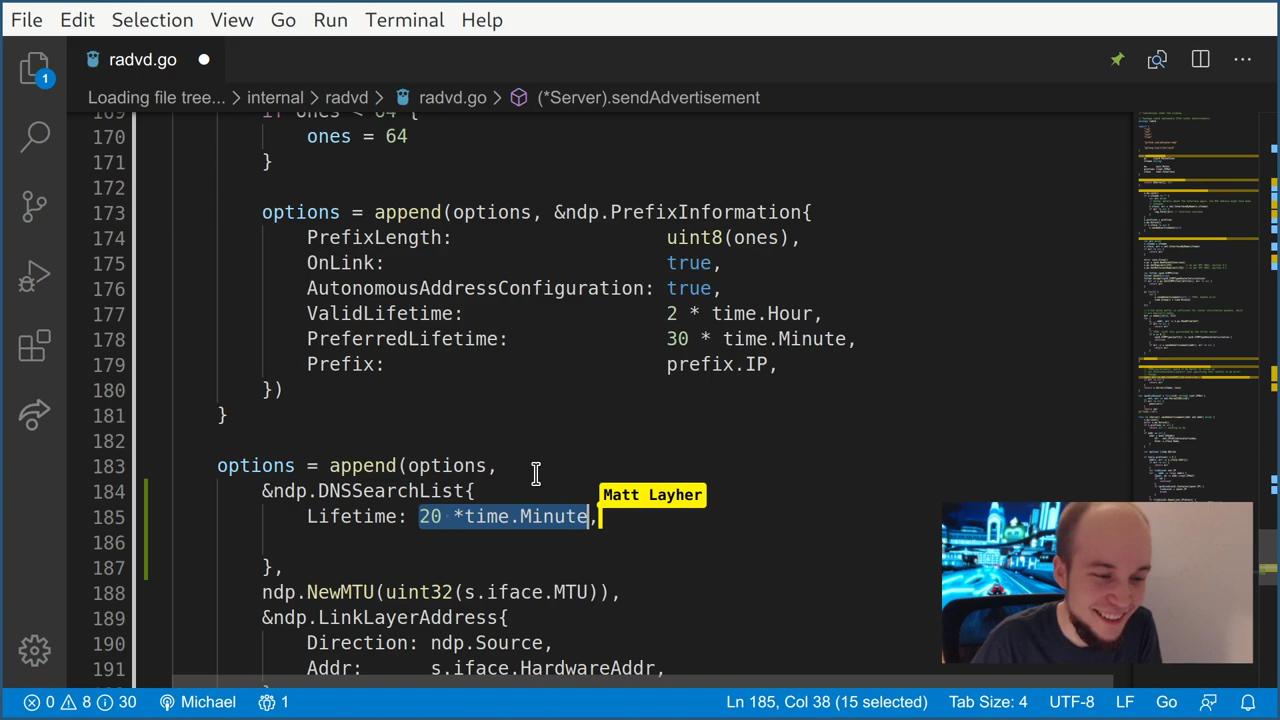 File Edit Selection View Go Run Terminal Help
1
radvd.go
Loading file tree... > internal > radvd > radvd.go > (*Server).sendAdvertisement
169 if ones < 64 {
170 ones = 64
171 }
172
173 options = append(options, &ndp.PrefixInformation{
174 PrefixLength: uint8(ones),
175 OnLink: true,
176 AutonomousAddressConfiguration: true,
177 ValidLifetime: 2 * time.Hour,
178 PreferredLifetime: 30 * time.Minute,
179 Prefix: prefix.IP,
180 })
181 }
182
183 options = append(options,
184 &ndp.DNSSearchList{
Matt Layher
185 Lifetime: 20 *time.Minute,
186
187 },
188 ndp.NewMTU(uint32(s.iface.MTU)),
189 &ndp.LinkLayerAddress{
190 Direction: ndp.Source,
191 Addr: s.iface.HardwareAddr,
0 8 30 Michael 1 Ln 185, Col 38 (15 selected) Tab Size: 4 UTF-8 LF Go